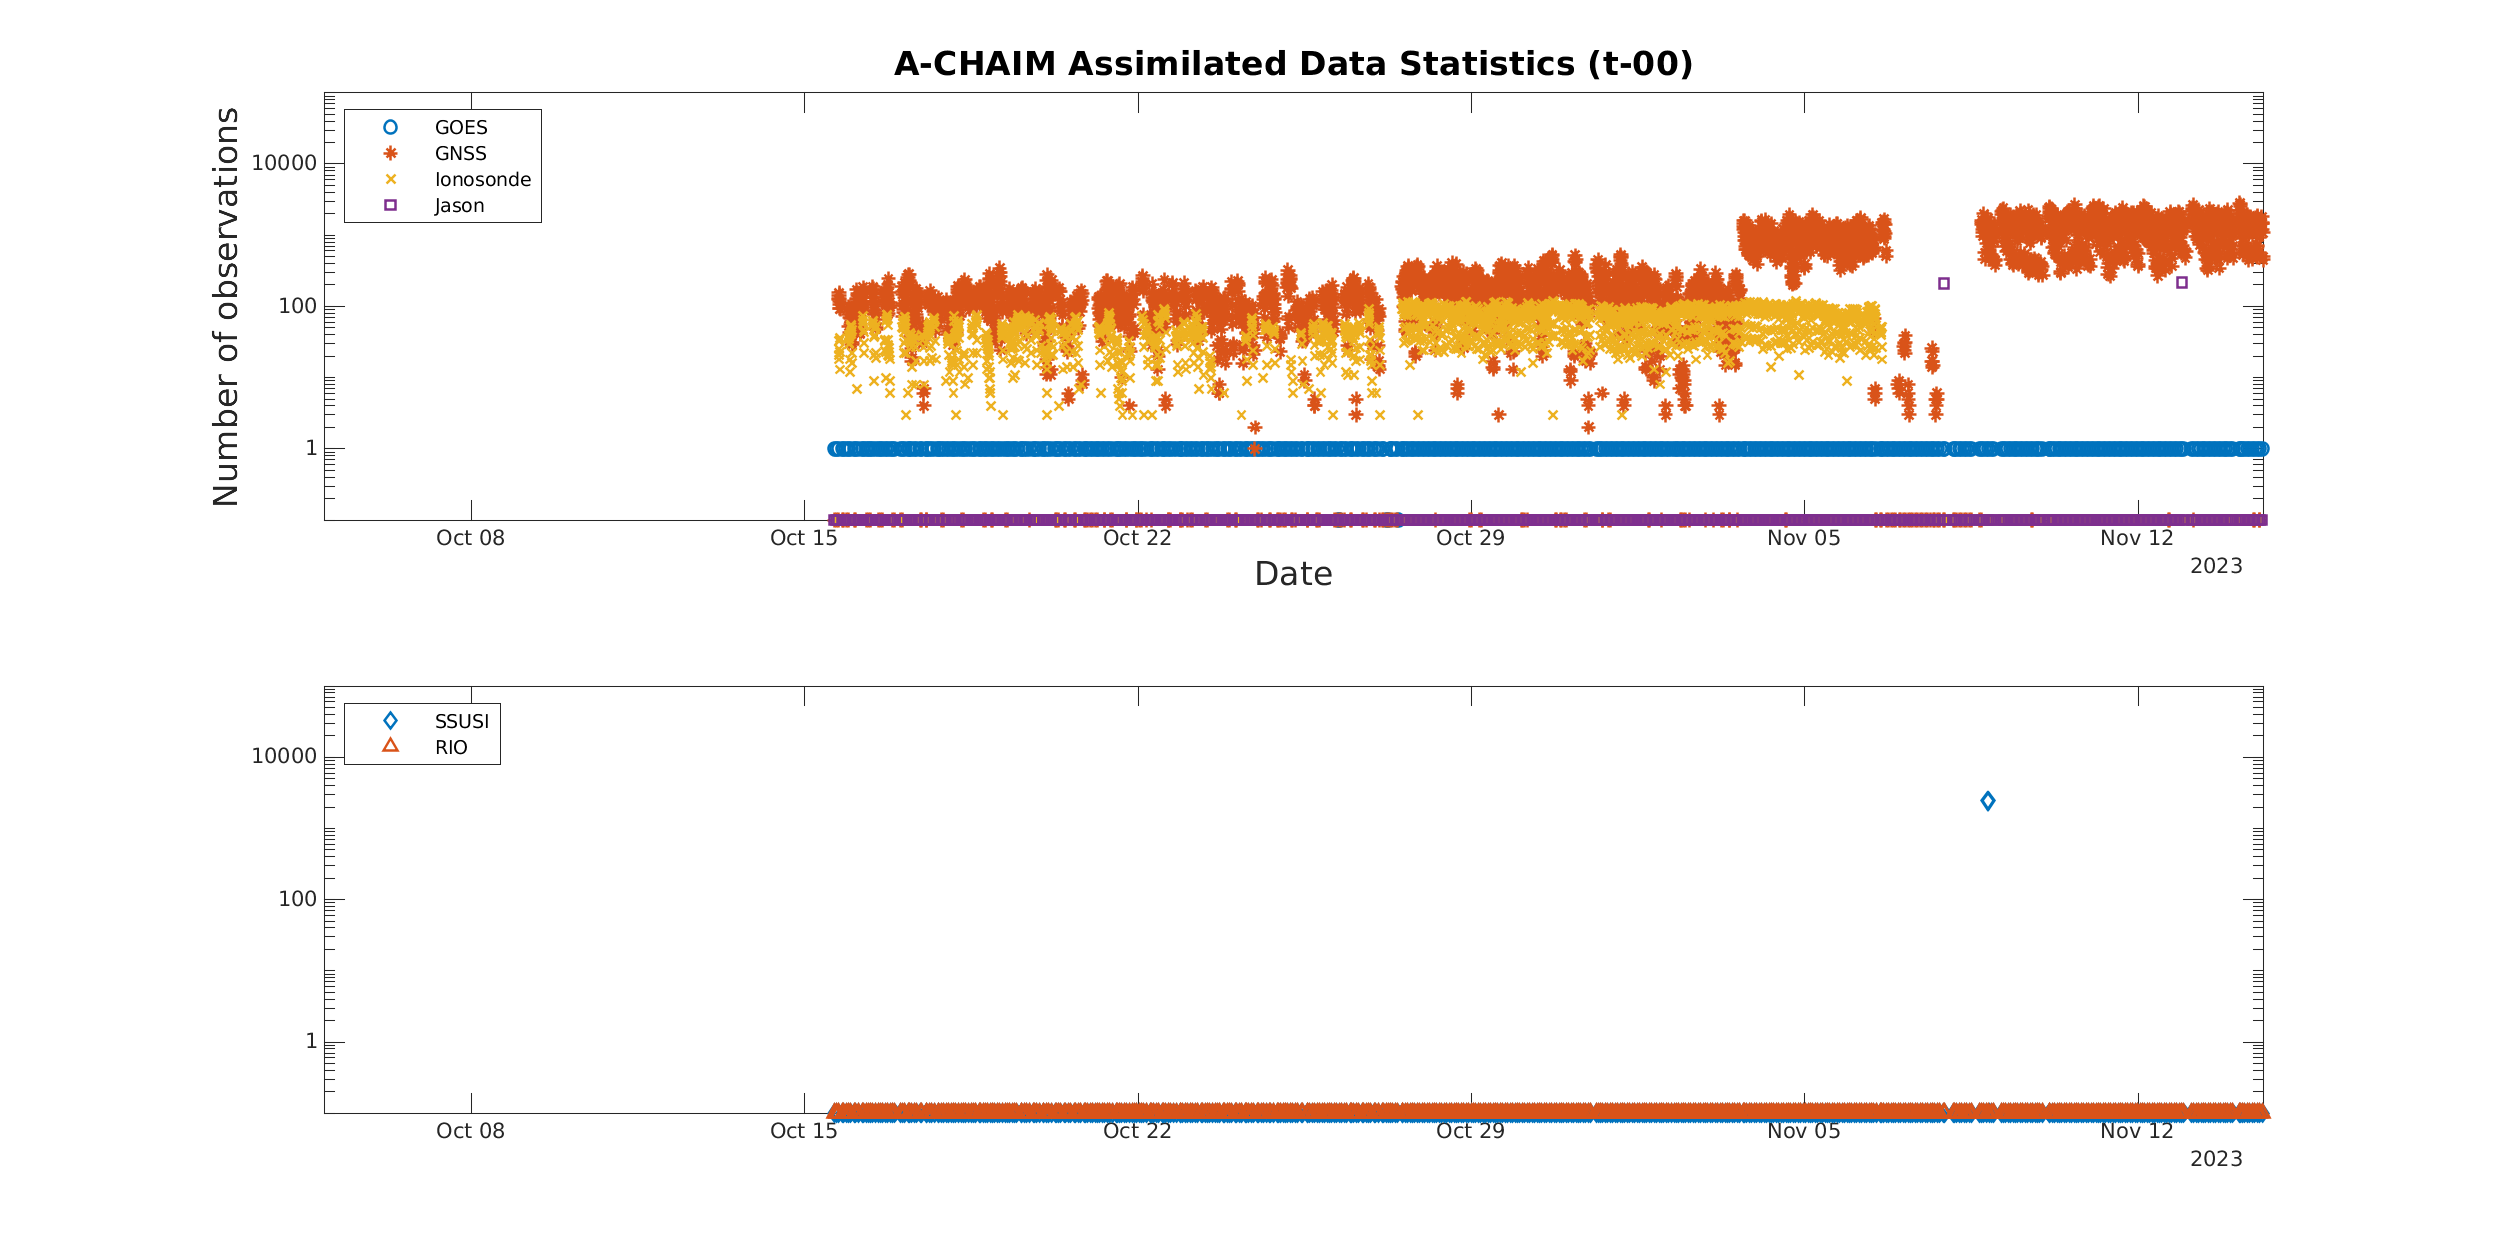 A-CHAIM Assimilated Data Statistics (t-00)
Number of observations
10000
100
1
GOES
GNSS
Ionosonde
Jason
Oct 08
Oct 15
Oct 22
Oct 29
Nov 05
Nov 12
2023
Date
10000
100
1
SSUSI
RIO
Oct 08
Oct 15
Oct 22
Oct 29
Nov 05
Nov 12
2023